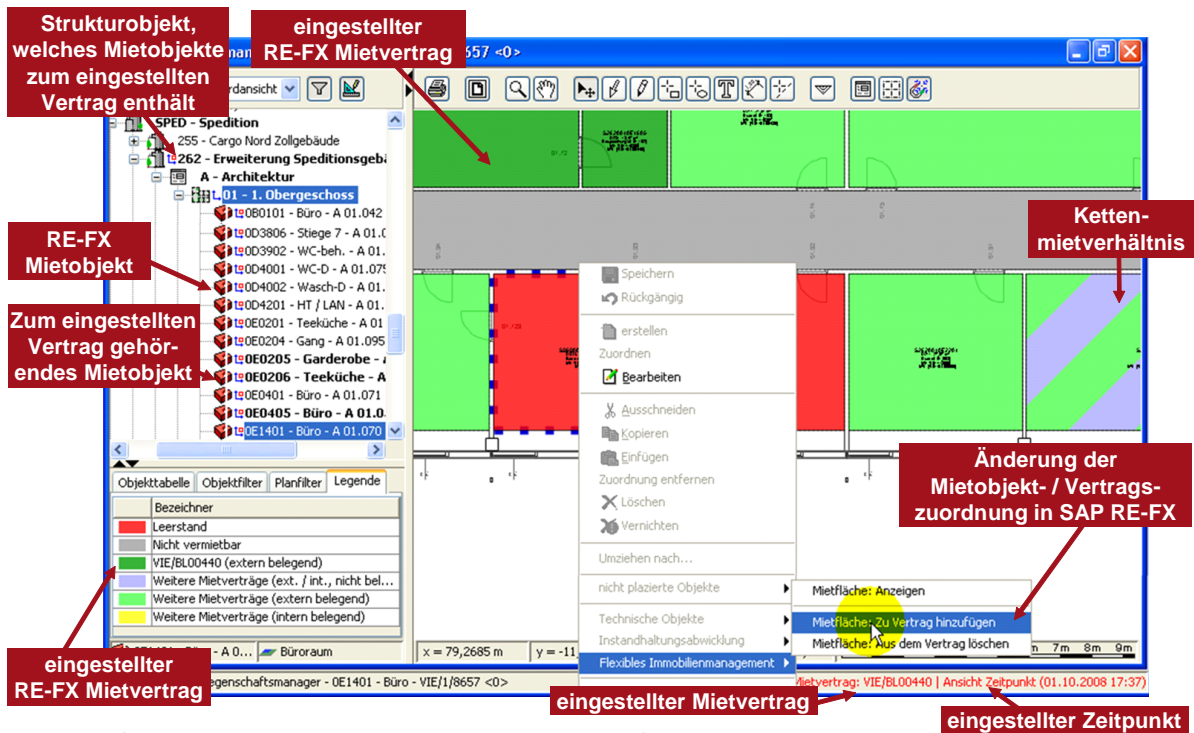 Strukturobjekt,
welches Mietobjekte
zum eingestellten
Vertrag enthält
eingestellter
RE-FX Mietvertrag
657 <0>
rdansicht
SPED - Spedition
255 - Cargo Nord Zollgebäude
262 - Erweiterung Speditionsgeb
A - Architektur
01 - 1. Obergeschoss
0B0101 - Büro - A 01.042
0D3806 - Stiege 7 - A 01.0
0D3902 - WC-beh. - A 01.
0D4001 - WC-D - A 01.075
0D4002 - Wasch-D - A 01.
0D4201 - HT / LAN - A 01.
0E0201 - Teeküche - A 01
0E0204 - Gang - A 01.095
0E0205 - Garderobe -
0E0206 - Teeküche - A
0E0401 - Büro - A 01.071
0E0405 - Büro - A 01.0
0E1401 - Büro - A 01.070
RE-FX
Mietobjekt
Zum eingestellten
Vertrag gehör-
endes Mietobjekt
Ketten-
mietverhältnis
Speichern
Rückgängig
erstellen
Zuordnen
Bearbeiten
Ausschneiden
Kopieren
Einfügen
Zuordnung entfernen
Löschen
Vernichten
Umziehen nach...
nicht plazierte Objekte
Technische Objekte
Instandhaltungsabwicklung
Flexibles Immobilienmanagement
Mietfläche: Anzeigen
Mietfläche: Zu Vertrag hinzufügen
Mietfläche: Aus dem Vertrag löschen
Änderung der
Mietobjekt- / Vertrags-
zuordnung in SAP RE-FX
Objekttabelle
Objektfilter
Planfilter
Legende
Bezeichner
Leerstand
Nicht vermietbar
VIE/BL00440 (extern belegend)
Weitere Mietverträge (ext. / int., nicht bel...
Weitere Mietverträge (extern belegend)
Weitere Mietverträge (intern belegend)
- A 0...
Büroraum
x = 79,2685 m
y = -11,
7m 8m 9m
eingestellter
RE-FX Mietvertrag
egenschaftsmanager - 0E1401 - Büro - VIE/1/8657 <0>
eingestellter Mietvertrag
Mietvertrag: VIE/BL00440 | Ansicht Zeitpunkt (01.10.2008 17:37)
eingestellter Zeitpunkt